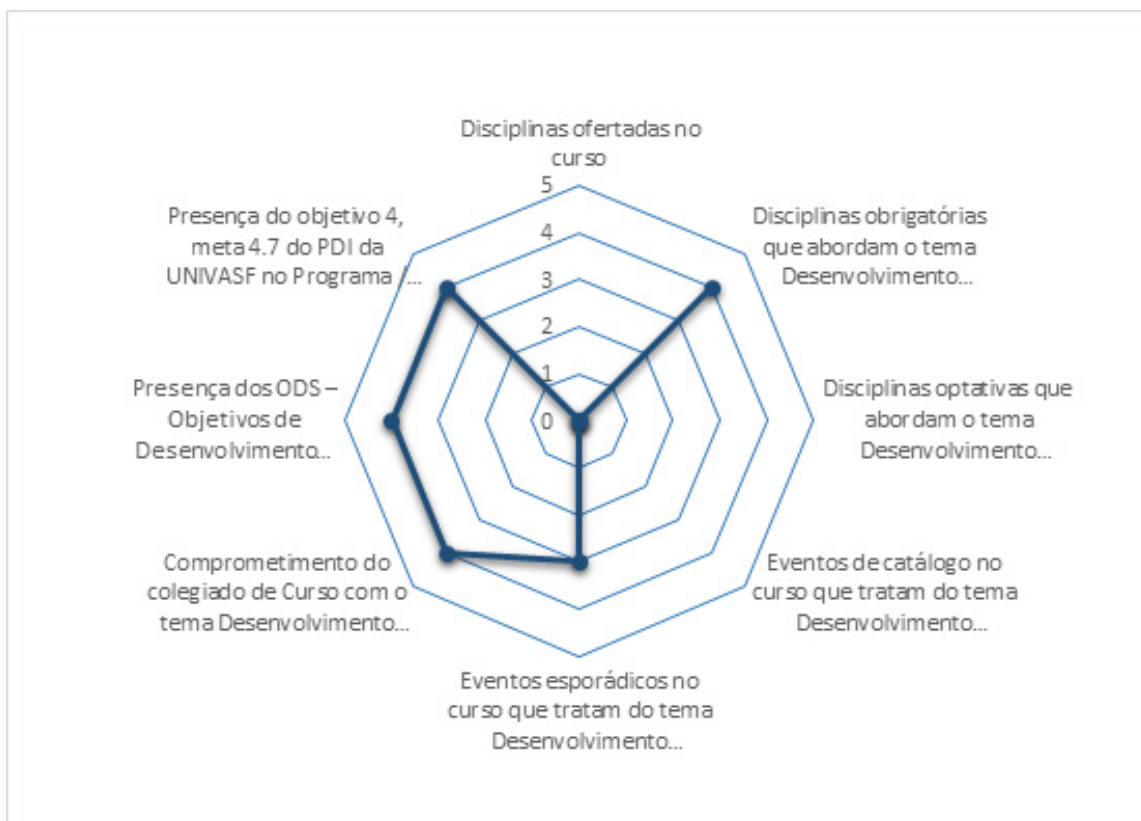 Disciplinas ofertadas no
curso
5
4
3
2
1
0
Disciplinas obrigatórias
que abordam o tema
Desenvolvimento...
Disciplinas optativas que
abordam o tema
Desenvolvimento...
Eventos de catálogo no
curso que tratam do tema
Desenvolvimento...
Eventos esporádicos no
curso que tratam do tema
Desenvolvimento...
Comprometimento do
colegiado de Curso com o
tema Desenvolvimento...
Presença dos ODS –
Objetivos de
Desenvolvimento...
Presença do objetivo 4,
meta 4.7 do PDI da
UNIVASF no Programa /...